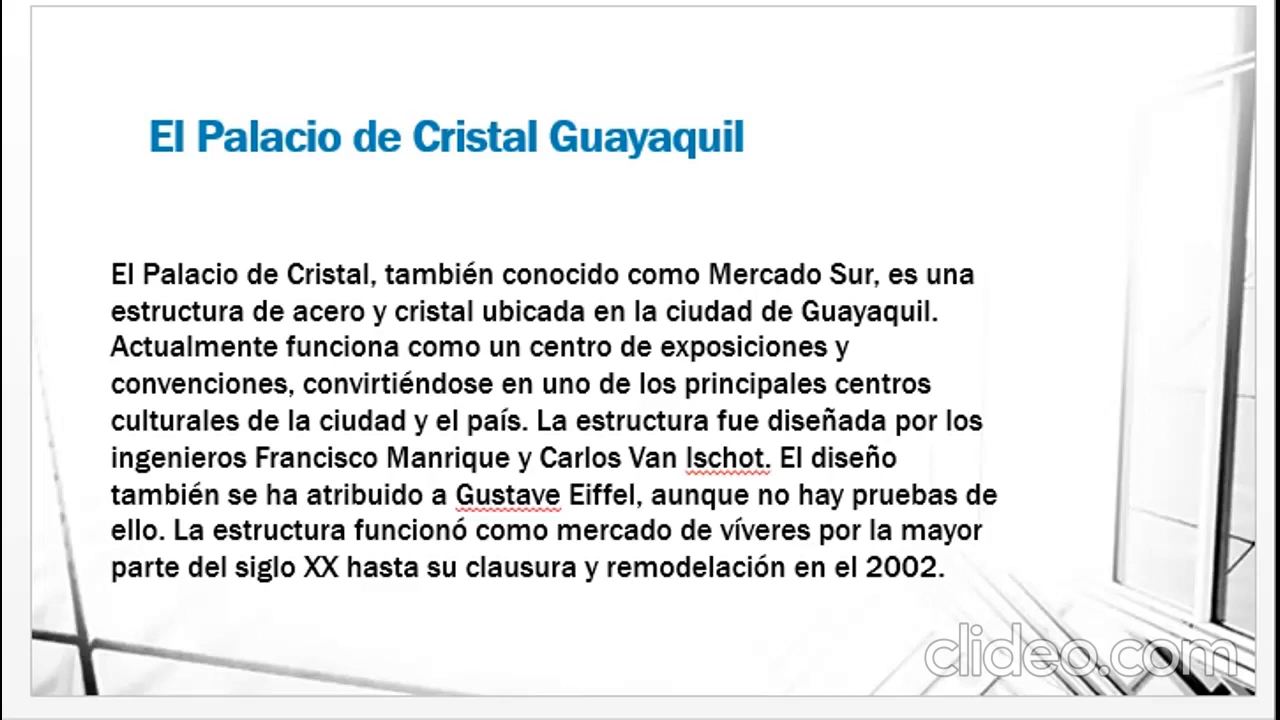 El Palacio de Cristal Guayaquil
El Palacio de Cristal, también conocido como Mercado Sur, es una
estructura de acero y cristal ubicada en la ciudad de Guayaquil.
Actualmente funciona como un centro de exposiciones y
convenciones, convirtiéndose en uno de los principales centros
culturales de la ciudad y el país. La estructura fue diseñada por los
ingenieros Francisco Manrique y Carlos Van Ischot. El diseño
también se ha atribuido a Gustave Eiffel, aunque no hay pruebas de
ello. La estructura funcionó como mercado de víveres por la mayor
parte del siglo XX hasta su clausura y remodelación en el 2002.
clideo.com